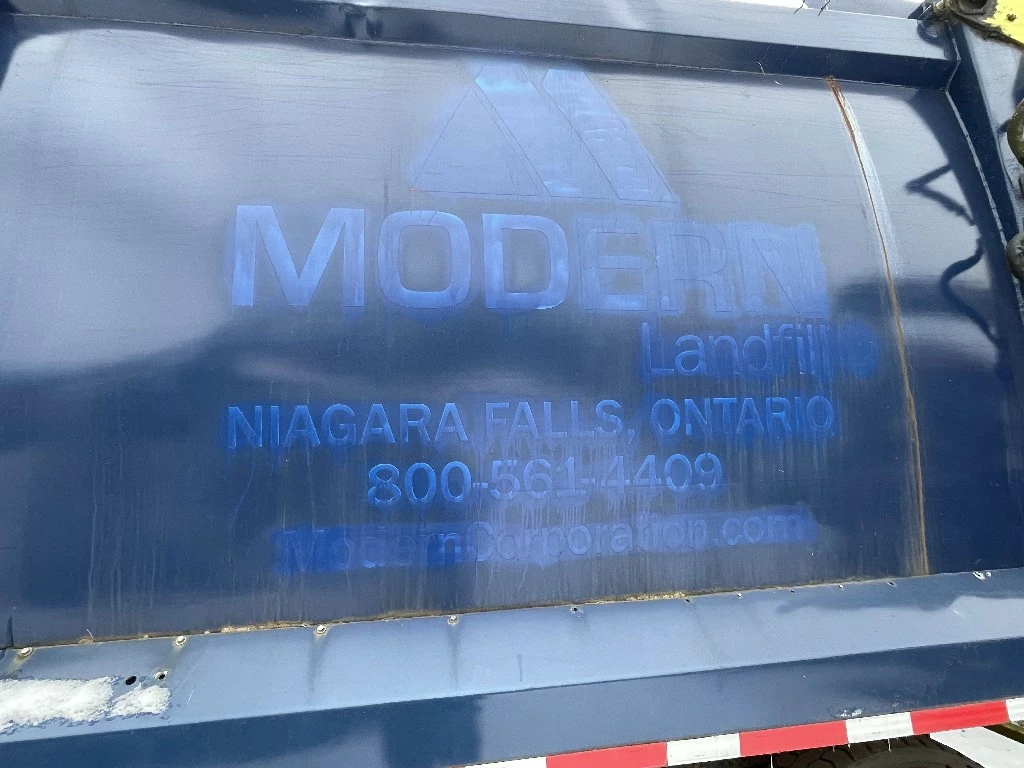 MODERN
Landfill
NIAGARA FALLS, ONTARIO
800-561-4409
ModernCorporation.com